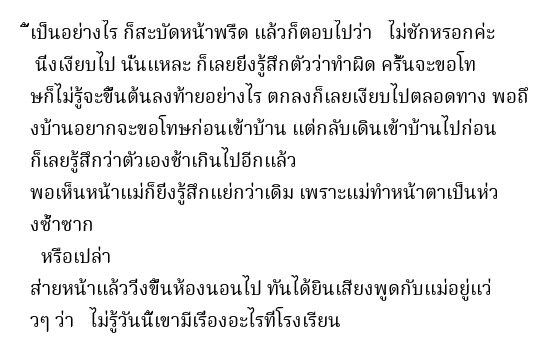 ีเป็นอย่างไร ก็สะบัดหน้าพรืด แล้วก็ตอบไปว่า   ไม่ชักหรอกค่ะ
นิ่งเงียบไป นั่นแหละ ก็เลยยิ่งรู้สึกตัวว่าทำผิด ครั้นจะขอโท
ษก็ไม่รู้จะขึ้นต้นลงท้ายอย่างไร ตกลงก็เลยเงียบไปตลอดทาง พอถึ
งบ้านอยากจะขอโทษก่อนเข้าบ้าน แต่กลับเดินเข้าบ้านไปก่อน
ก็เลยรู้สึกว่าตัวเองช้าเกินไปอีกแล้ว
พอเห็นหน้าแม่ก็ยิ่งรู้สึกแย่กว่าเดิม เพราะแม่ทำหน้าตาเป็นห่ว
งซ้ำซาก
หรือเปล่า
ส่ายหน้าแล้ววิ่งขึ้นห้องนอนไป ทันได้ยินเสียงพูดกับแม่อยู่แว่
วๆ ว่า   ไม่รู้วันนี้เขามีเรื่องอะไรที่โรงเรียน